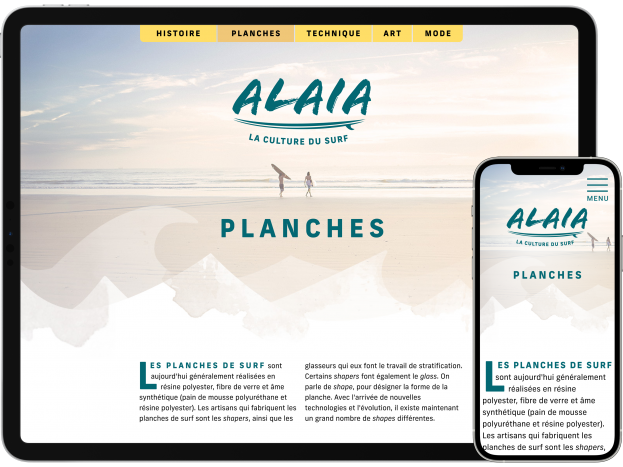 HISTOIRE PLANCHES TECHNIQUE ART MODE
ALAIA
LA CULTURE DU SURF
PLANCHES
LES PLANCHES DE SURF sont
aujourd'hui généralement réalisées en
résine polyester, fibre de verre et âme
synthétique (pain de mousse polyuréthane et
résine polyester). Les artisans qui fabriquent les
planches de surf sont les shapers, ainsi que les
glasseurs qui eux font le travail de stratification.
Certains shapers font également le glass. On
parle de shape, pour désigner la forme de la
planche. Avec l'arrivée de nouvelles
technologies et l'évolution, il existe maintenant
un grand nombre de shapes différentes.
MENU
ALAIA
LA CULTURE DU SURF
PLANCHES
LES PLANCHES DE SURF
sont aujourd'hui généralement
réalisées en résine
polyester, fibre de verre et âme
synthétique (pain de mousse
polyuréthane et résine polyester).
Les artisans qui fabriquent les
planches de surf sont les shapers,